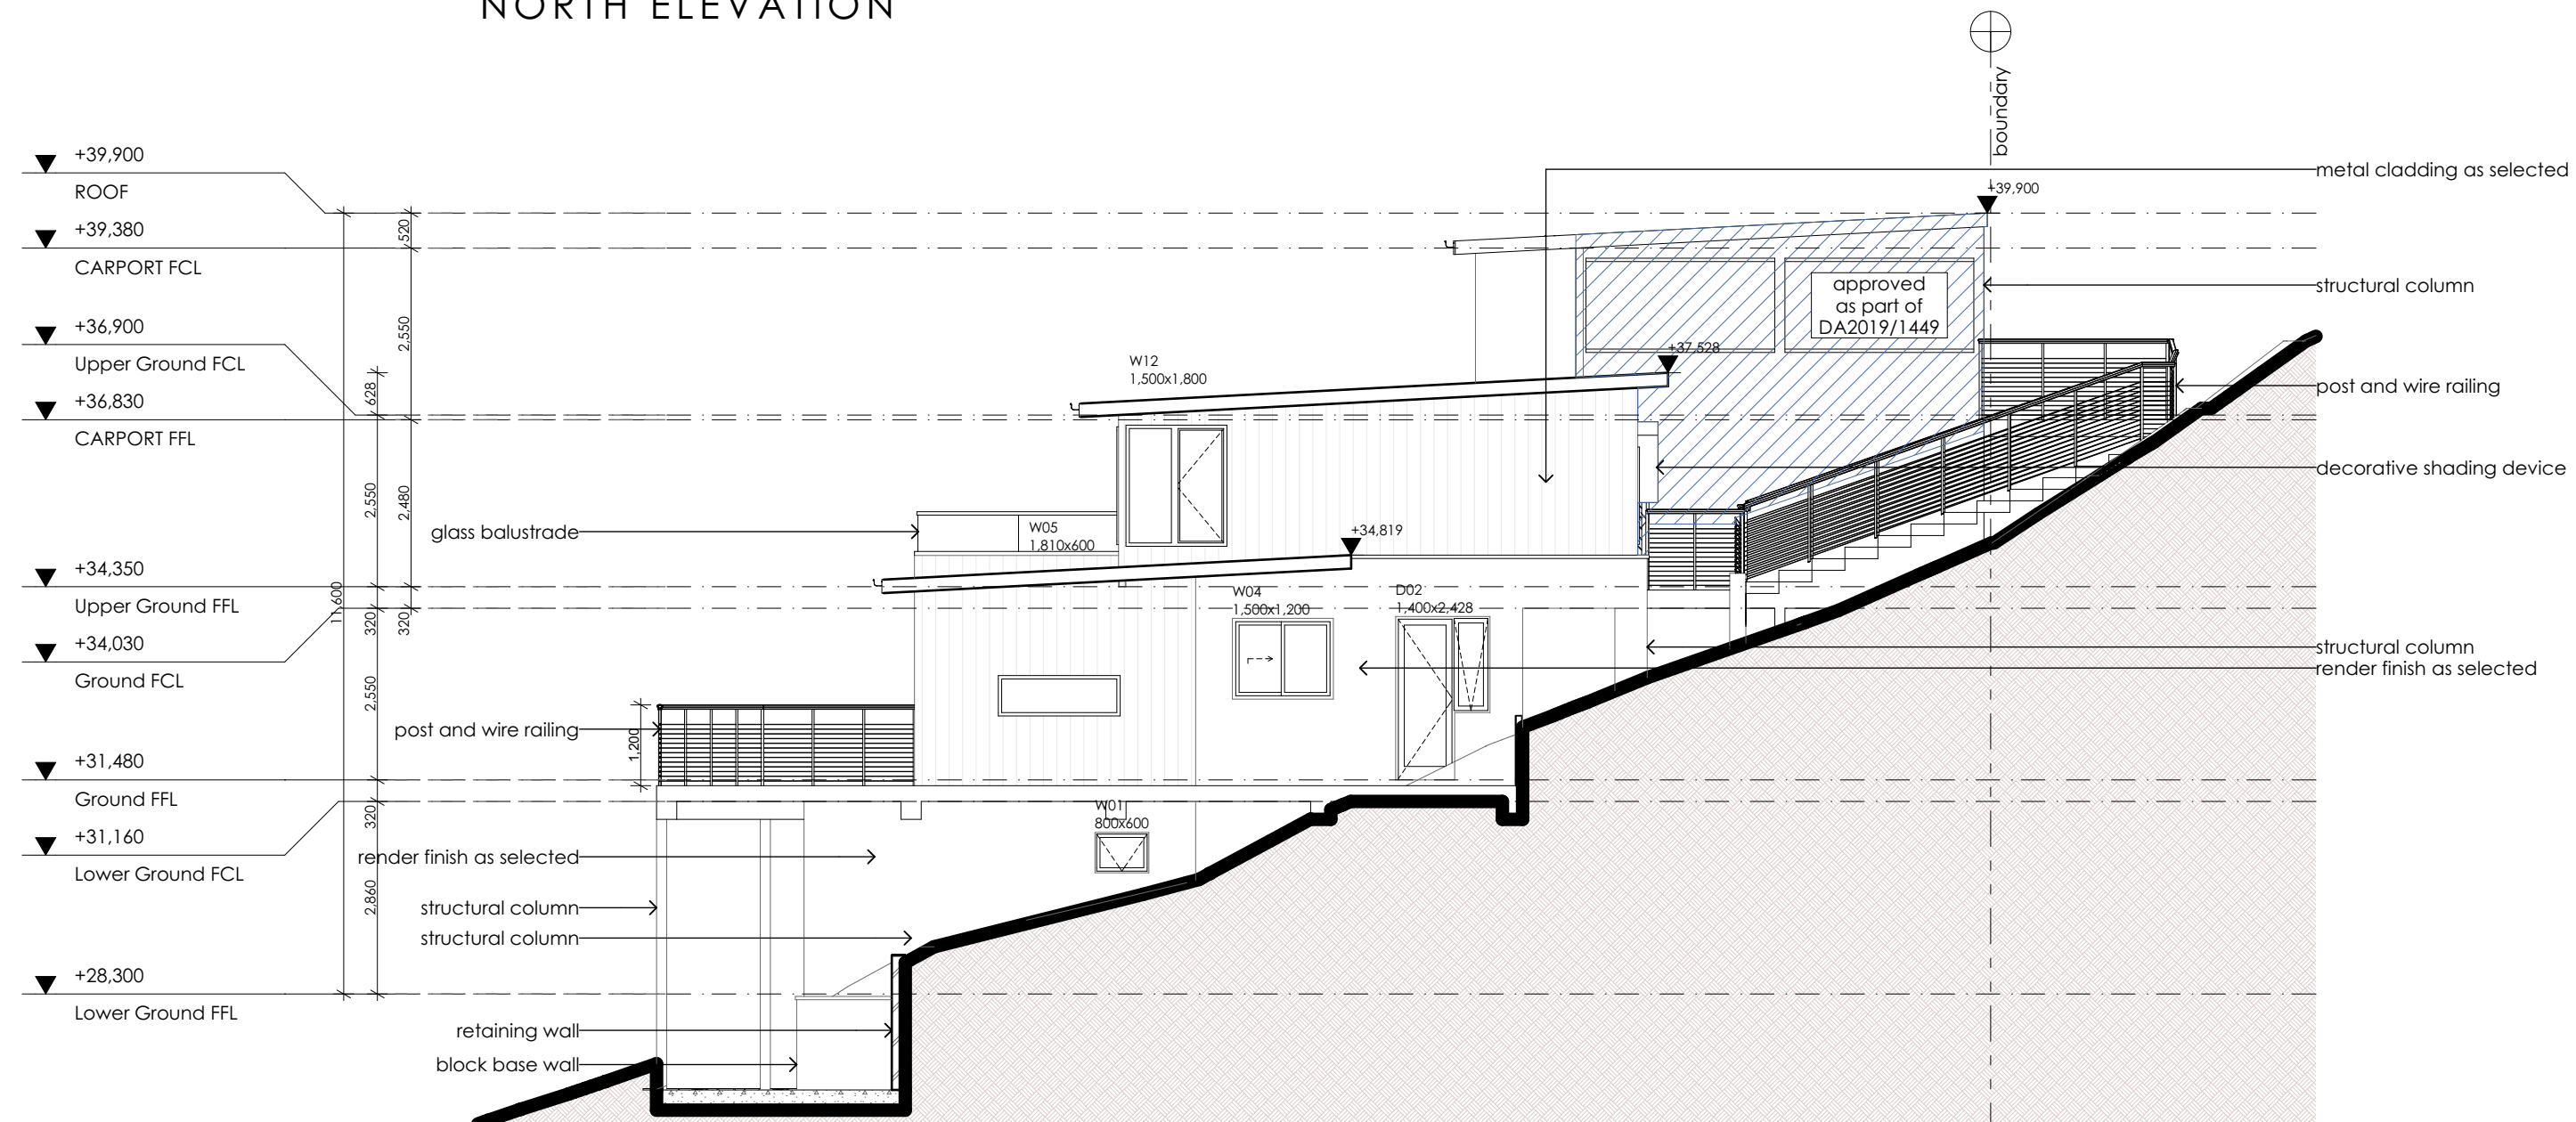 NORTH ELEVATION
boundary
+39,900
ROOF
+39,380
CARPORT FCL
+36,900
Upper Ground FCL
+36,830
CARPORT FFL
+34,350
Upper Ground FFL
+34,030
Ground FCL
+31,480
Ground FFL
+31,160
Lower Ground FCL
+28,300
Lower Ground FFL
11,600
628
2,550
320
2,550
320
2,860
520
2,550
2,480
320
1,200
glass balustrade
post and wire railing
render finish as selected
structural column
structural column
retaining wall
block base wall
W12
1,500x1,800
W05
1,810x600
+34,819
W04
1,500x1,200
D02
1,400x2,428
W01
800x600
+37,528
+39,900
approved
as part of
DA2019/1449
metal cladding as selected
structural column
post and wire railing
decorative shading device
structural column
render finish as selected